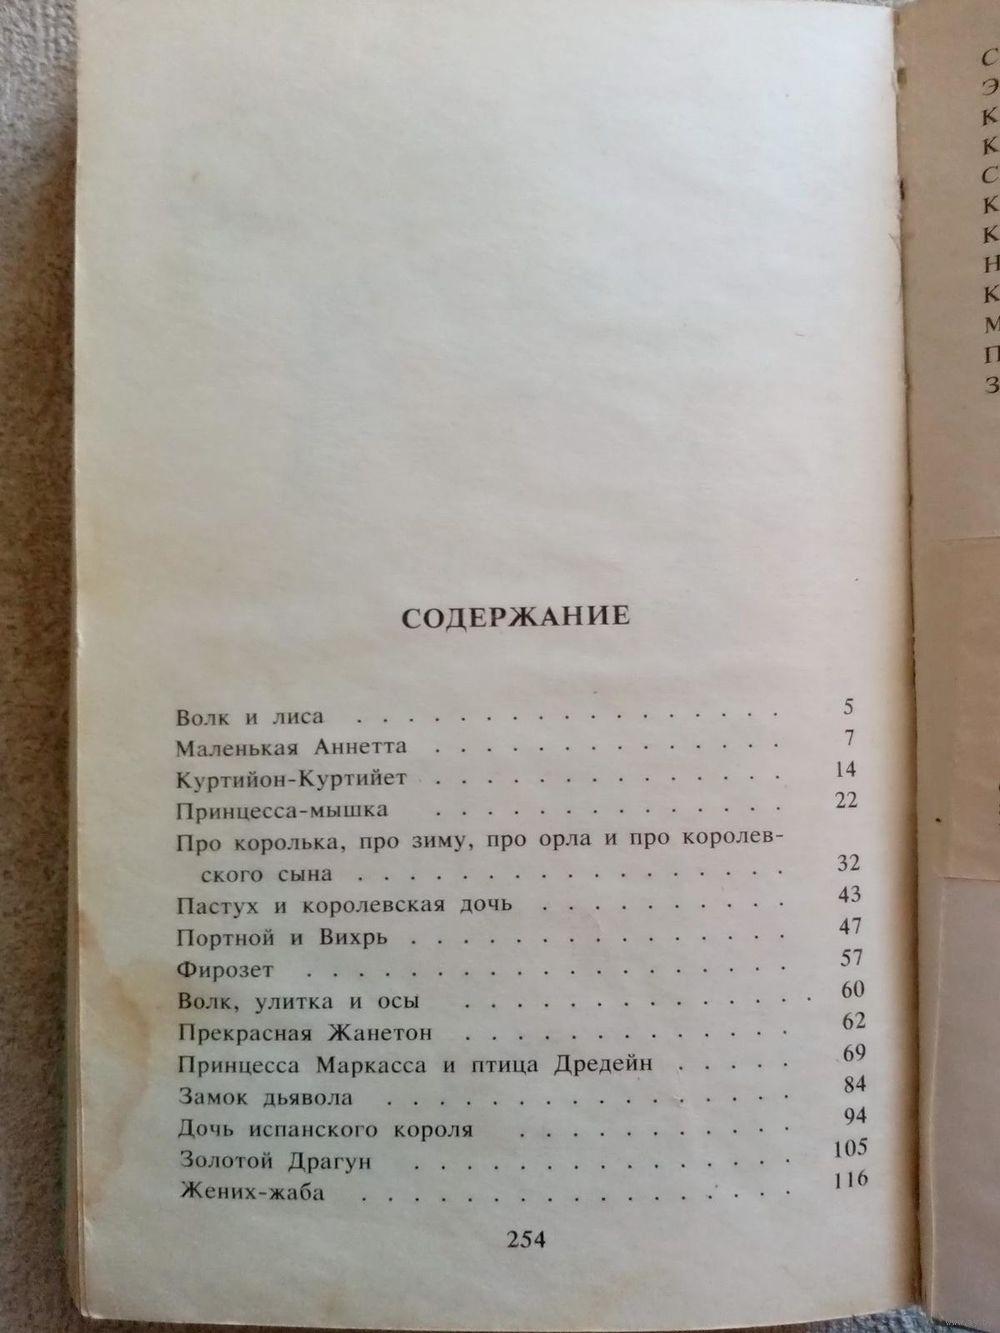 СОДЕРЖАНИЕ
Волк и лиса . . . . . . . . . . . . . . . . . 5
Маленькая Аннетта . . . . . . . . . . . . . . 7
Куртийон-Куртийет . . . . . . . . . . . . . . 14
Принцесса-мышка . . . . . . . . . . . . . . 22
Про королька, про зиму, про орла и про королев-
ского сына . . . . . . . . . . . . . . . . . 32
Пастух и королевская дочь . . . . . . . . . . 43
Портной и Вихрь . . . . . . . . . . . . . . . 47
Фирозет . . . . . . . . . . . . . . . . . . . 57
Волк, улитка и осы . . . . . . . . . . . . . . 60
Прекрасная Жанетон . . . . . . . . . . . . . 62
Принцесса Маркасса и птица Дредейн . . . . . 69
Замок дьявола . . . . . . . . . . . . . . . . 84
Дочь испанского короля . . . . . . . . . . . 94
Золотой Драгун . . . . . . . . . . . . . . . 105
Жених-жаба . . . . . . . . . . . . . . . . . 116
254
С
Э
К
К
С
К
К
Н
К
М
П
З